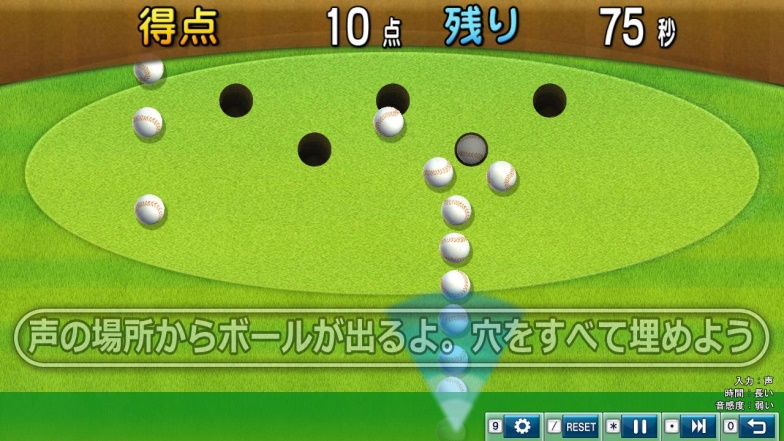 得点 10点 残り 75秒
声の場所からボールが出るよ。穴をすべて埋めよう
入力：声
時間：長い
音感度：弱い
9 / RESET * • 0